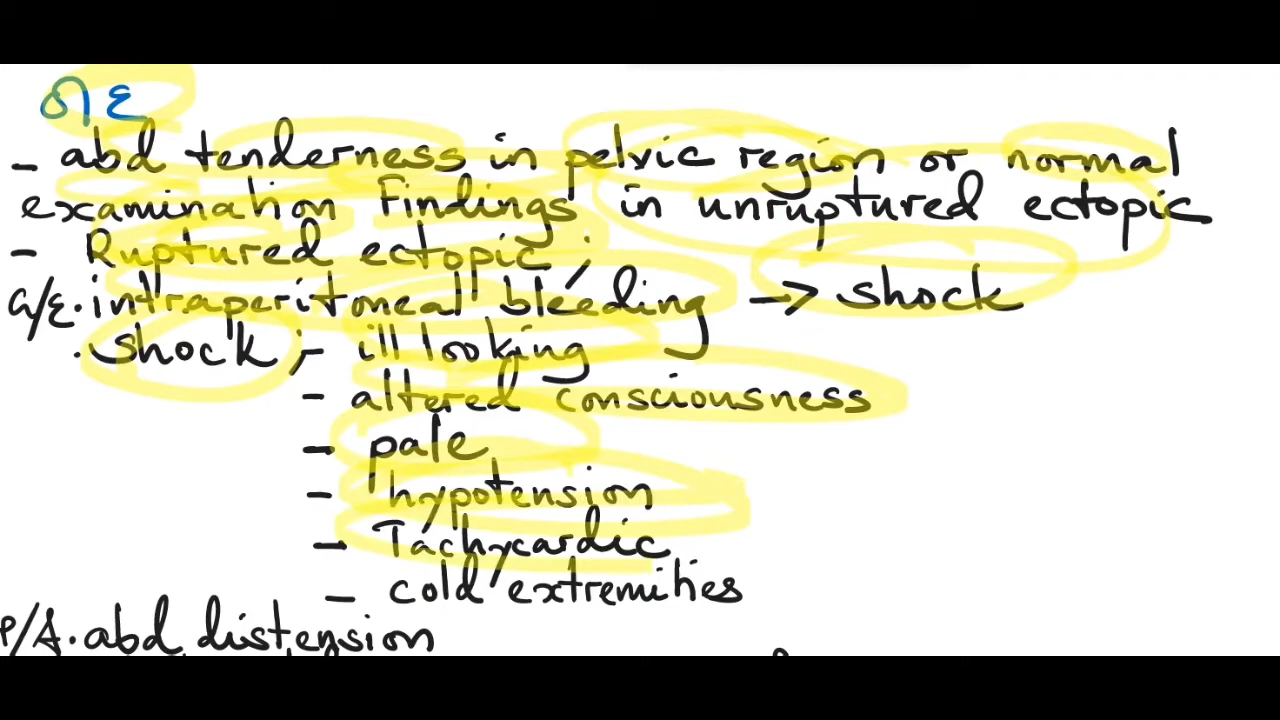 O/E
- abd tenderness in pelvic region or normal
examination Findings in unruptured ectopic
- Ruptured ectopic ;
G/E. intraperitoneal bleeding -> shock
. shock ;- ill looking
- altered consciousness
- pale
- hypotension
- Tachycardic
- cold extremities
P/A. abd distension